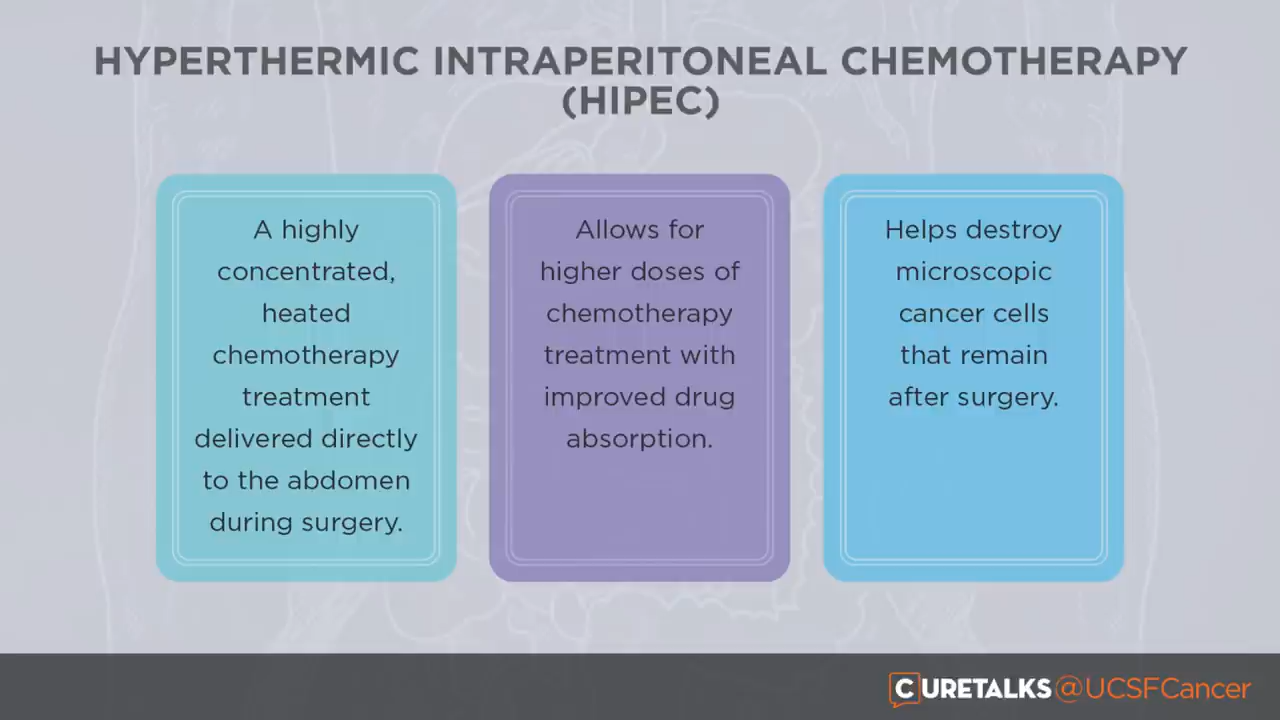 HYPERTHERMIC INTRAPERITONEAL CHEMOTHERAPY
(HIPEC)
A highly
concentrated,
heated
chemotherapy
treatment
delivered directly
to the abdomen
during surgery.
Allows for
higher doses of
chemotherapy
treatment with
improved drug
absorption.
Helps destroy
microscopic
cancer cells
that remain
after surgery.
CURETALKS@UCSFCancer